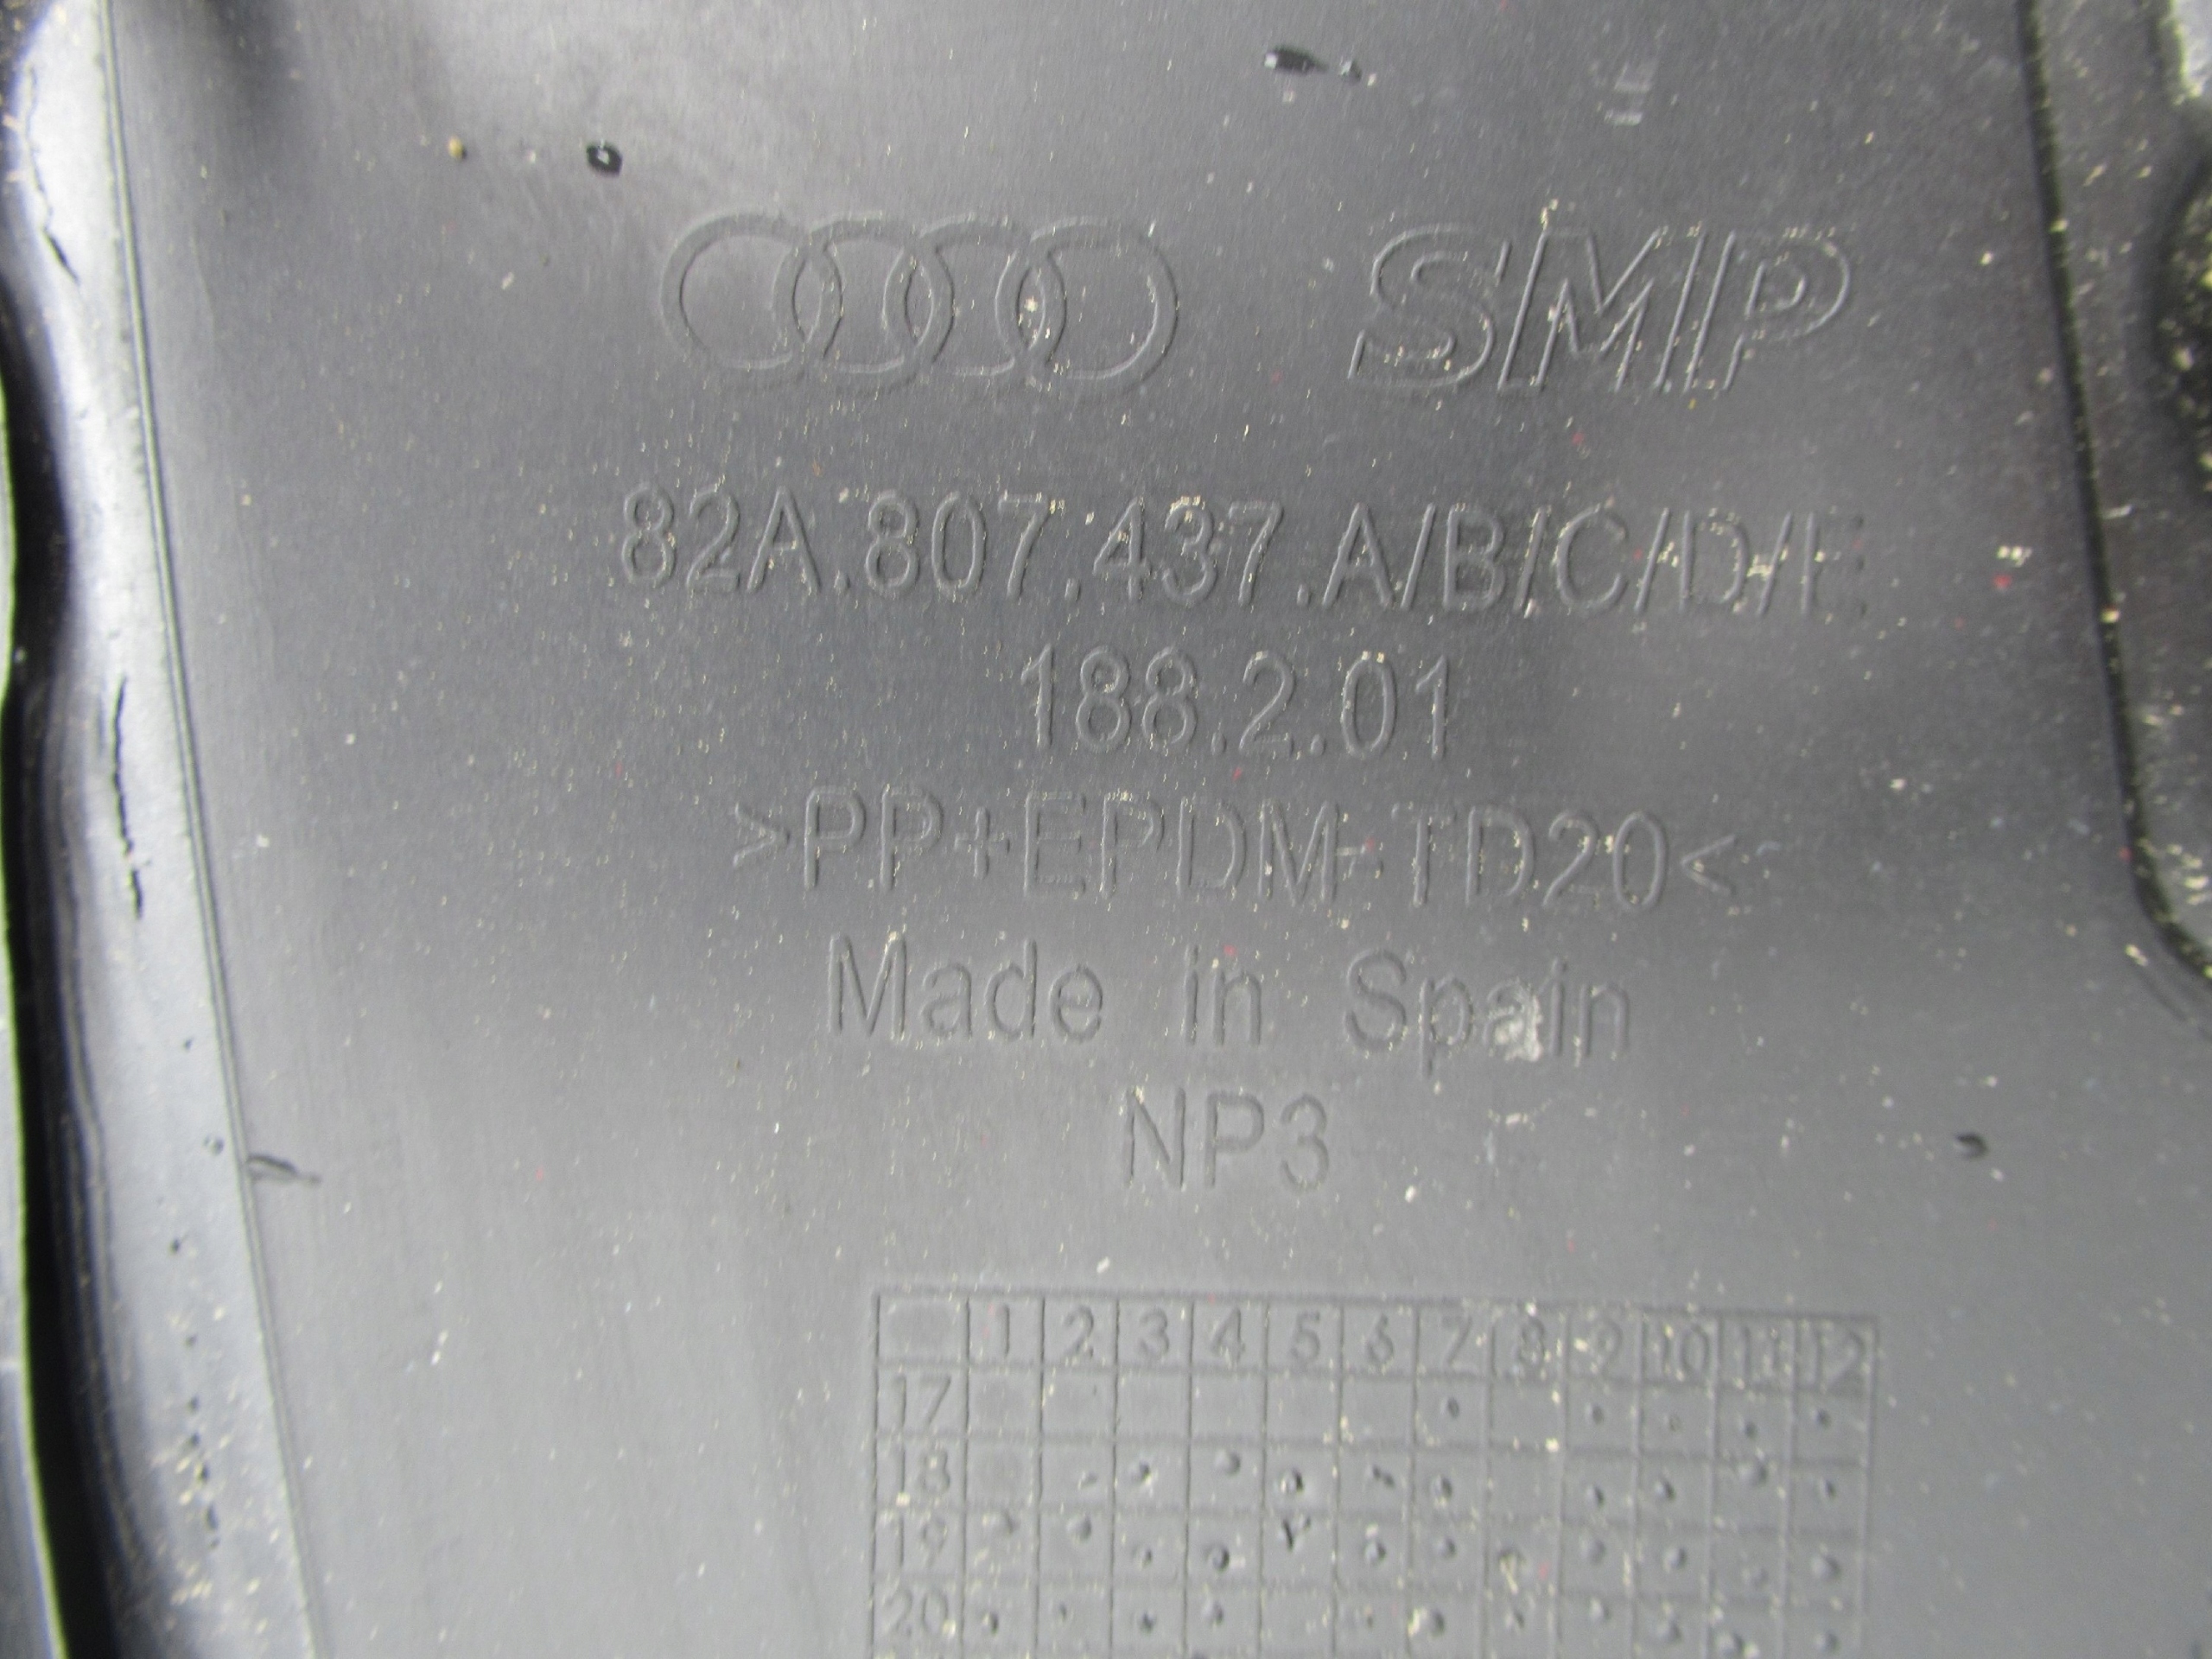 SMP
82A.807.437.A/B/C/D/E
188.2.01
>PP+EPDM-TD20<
Made in Spain
NP3
1 2 3 4 5 6 7 8 9 10 11 12
17
18
19
20